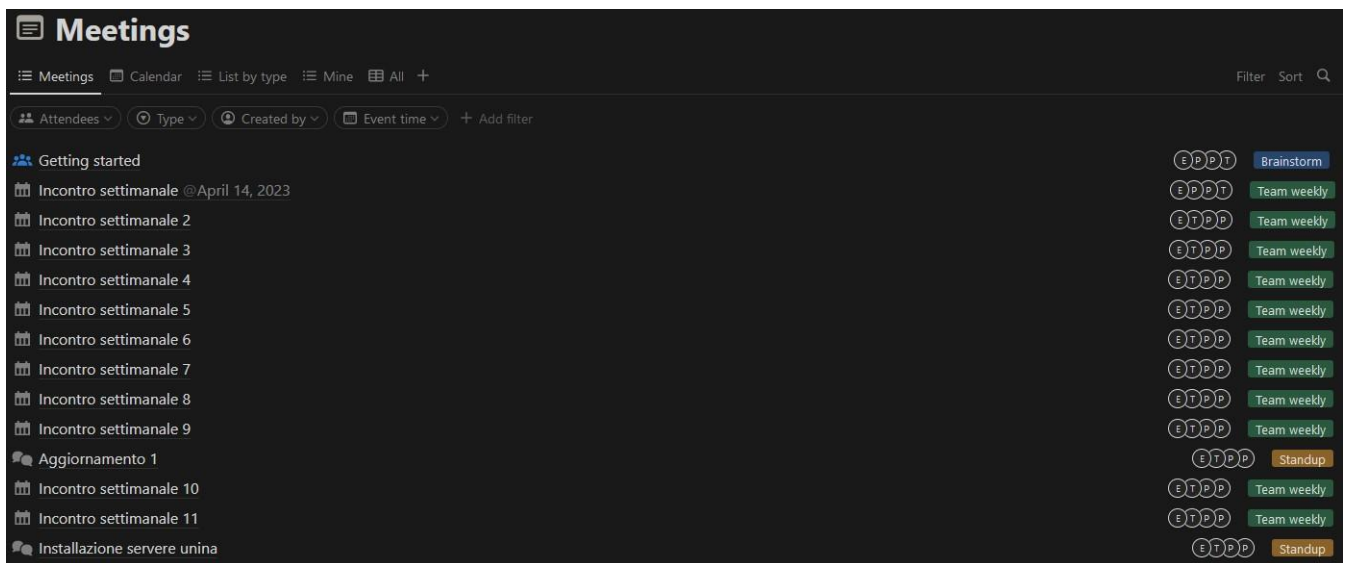 Meetings
Meetings Calendar List by type Mine All + Filter Sort
Attendees Type Created by Event time + Add filter
Getting started E P P T Brainstorm
Incontro settimanale @April 14, 2023 E P P T Team weekly
Incontro settimanale 2 E T P P Team weekly
Incontro settimanale 3 E T P P Team weekly
Incontro settimanale 4 E T P P Team weekly
Incontro settimanale 5 E T P P Team weekly
Incontro settimanale 6 E T P P Team weekly
Incontro settimanale 7 E T P P Team weekly
Incontro settimanale 8 E T P P Team weekly
Incontro settimanale 9 E T P P Team weekly
Aggiornamento 1 E T P P Standup
Incontro settimanale 10 E T P P Team weekly
Incontro settimanale 11 E T P P Team weekly
Installazione servere unina E T P P Standup